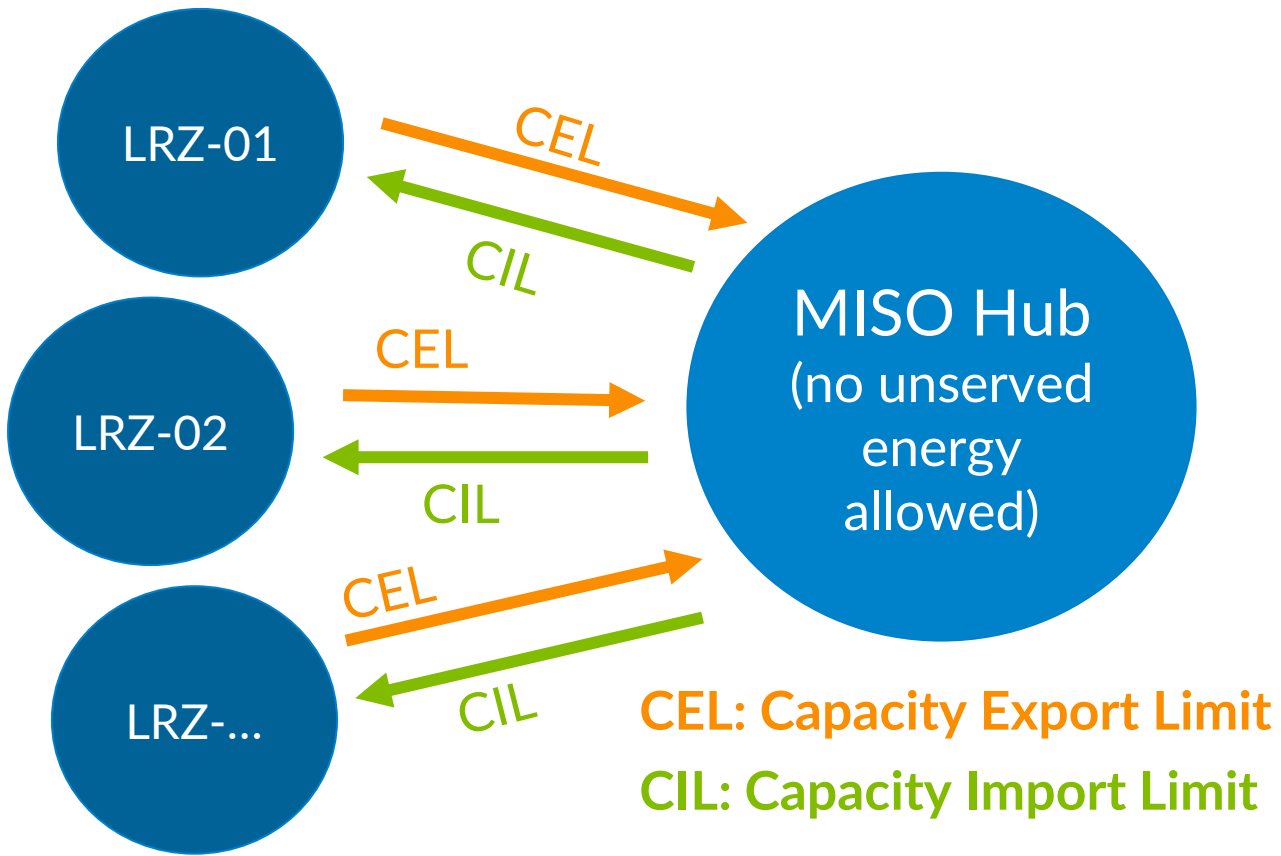 LRZ-01
CEL
CIL
LRZ-02
CEL
CIL
LRZ-...
CEL
CIL
MISO Hub
(no unserved
energy
allowed)
CEL: Capacity Export Limit
CIL: Capacity Import Limit